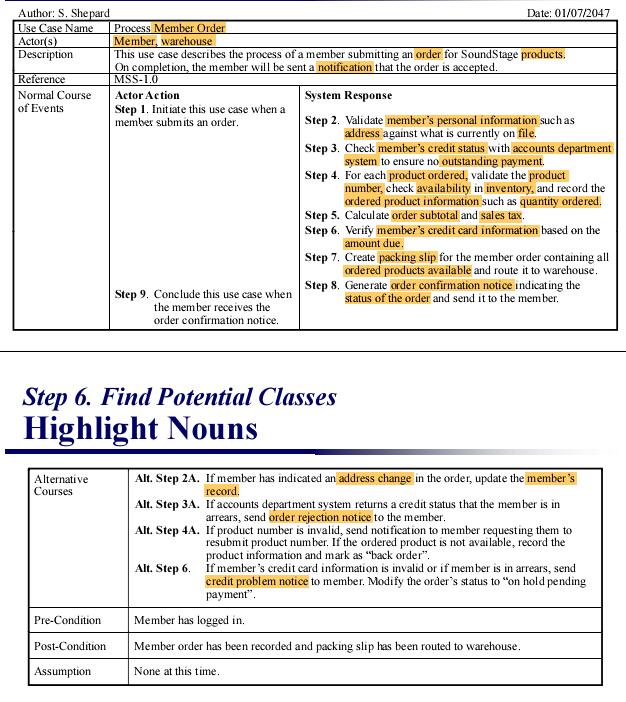 Author: S. Shepard Date: 01/07/2047
Use Case Name Process Member Order
Actor(s) Member, warehouse
Description This use case describes the process of a member submitting an order for SoundStage products.
On completion, the member will be sent a notification that the order is accepted.
Reference MSS-1.0
Normal Course
of Events
Actor Action
Step 1. Initiate this use case when a
member submits an order.
Step 9. Conclude this use case when
the member receives the
order confirmation notice.
System Response
Step 2. Validate member's personal information such as
address against what is currently on file.
Step 3. Check member's credit status with accounts department
system to ensure no outstanding payment.
Step 4. For each product ordered, validate the product
number, check availability in inventory, and record the
ordered product information such as quantity ordered.
Step 5. Calculate order subtotal and sales tax.
Step 6. Verify member's credit card information based on the
amount due.
Step 7. Create packing slip for the member order containing all
ordered products available and route it to warehouse.
Step 8. Generate order confirmation notice indicating the
status of the order and send it to the member.
Step 6. Find Potential Classes
Highlight Nouns
Alternative
Courses
Alt. Step 2A. If member has indicated an address change in the order, update the member's
record.
Alt. Step 3A. If accounts department system returns a credit status that the member is in
arrears, send order rejection notice to the member.
Alt. Step 4A. If product number is invalid, send notification to member requesting them to
resubmit product number. If the ordered product is not available, record the
product information and mark as “back order”.
Alt. Step 6. If member's credit card information is invalid or if member is in arrears, send
credit problem notice to member. Modify the order's status to “on hold pending
payment”.
Pre-Condition Member has logged in.
Post-Condition Member order has been recorded and packing slip has been routed to warehouse.
Assumption None at this time.